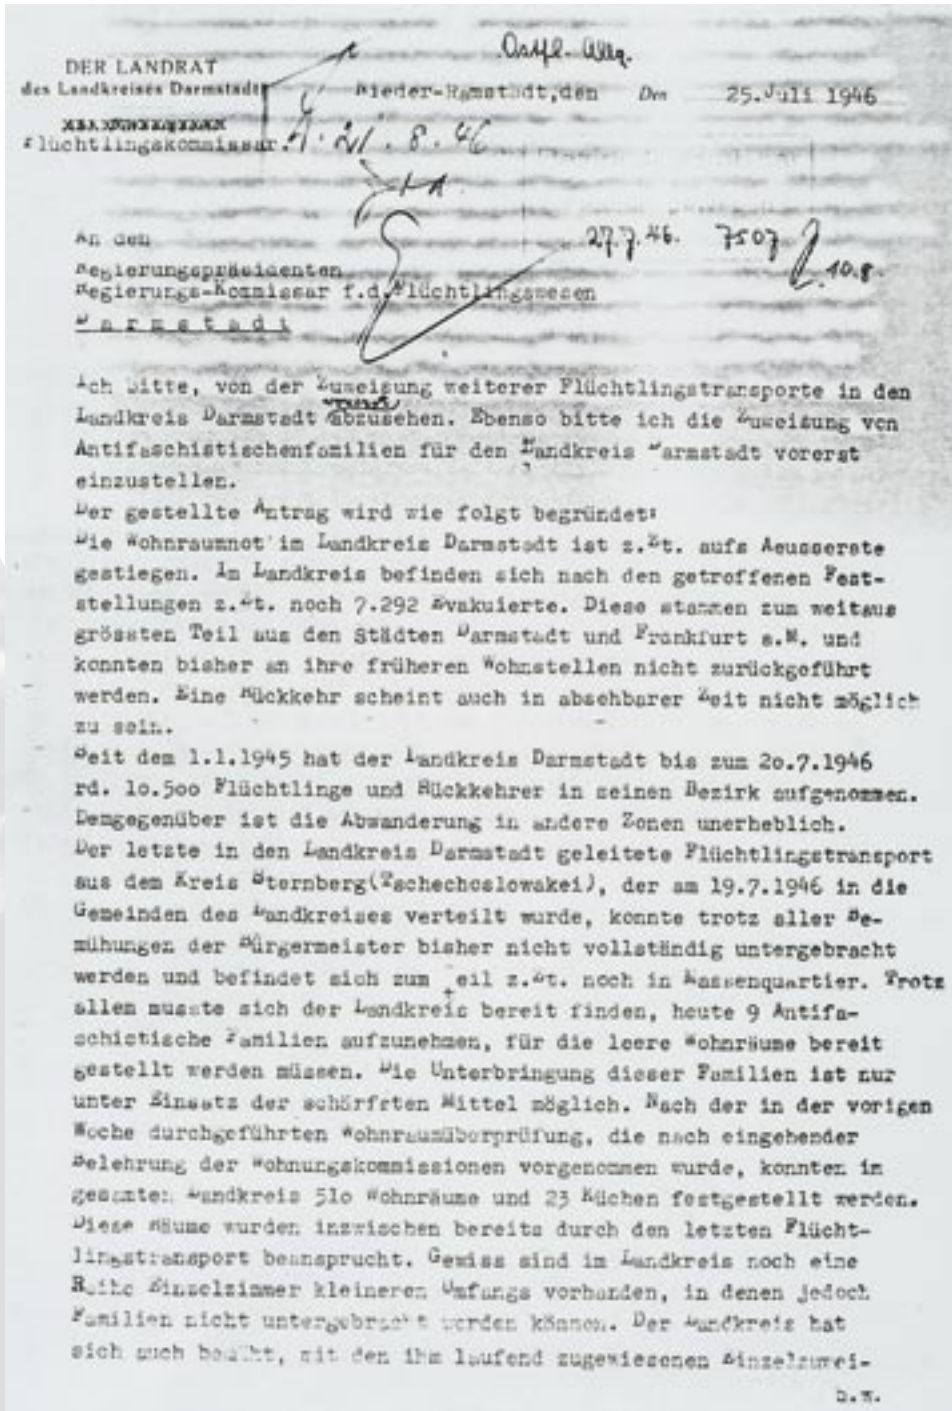 Ostfl. Allg.
DER LANDRAT
des Landkreises Darmstadt
Nieder-Ramstadt,den Den 25.Juli 1946
Flüchtlingskommissar.
21. 8. 46
An den
27.7.46. 7507
Regierungspräsidenten
10.8
Regierungs-Kommissar f.d.Flüchtlingswesen
Darmstadt
Ich bitte, von der Zuweisung weiterer Flüchtlingstransporte in den
Landkreis Darmstadt abzusehen. Ebenso bitte ich die Zuweisung von
Antifaschistischenfamilien für den Landkreis Darmstadt vorerst
einzustellen.
Der gestellte Antrag wird wie folgt begründet:
Die Wohnraumnot im Landkreis Darmstadt ist z.Zt. aufs Aeusserste
gestiegen. Im Landkreis befinden sich nach den getroffenen Fest-
stellungen z.Zt. noch 7.292 Evakuierte. Diese stammen zum weitaus
grössten Teil aus den Städten Darmstadt und Frankfurt a.M. und
konnten bisher an ihre früheren Wohnstellen nicht zurückgeführt
werden. Eine Rückkehr scheint auch in absehbarer Zeit nicht möglich
zu sein.
Seit dem 1.1.1945 hat der Landkreis Darmstadt bis zum 2o.7.1946
rd. 1o.5oo Flüchtlinge und Rückkehrer in seinen Bezirk aufgenommen.
Demgegenüber ist die Abwanderung in andere Zonen unerheblich.
Der letzte in den Landkreis Darmstadt geleitete Flüchtlingstransport
aus dem Kreis Sternberg(Tschechoslowakei), der am 19.7.1946 in die
Gemeinden des Landkreises verteilt wurde, konnte trotz aller Be-
mühungen der Bürgermeister bisher nicht vollständig untergebracht
werden und befindet sich zum Teil z.Zt. noch in Massenquartier. Trotz
allem musste sich der Landkreis bereit finden, heute 9 Antifa-
schistische Familien aufzunehmen, für die leere Wohnräume bereit
gestellt werden müssen. Die Unterbringung dieser Familien ist nur
unter Einsatz der schärfsten Mittel möglich. Nach der in der vorigen
Woche durchgeführten Wohnraumüberprüfung, die nach eingehender
Belehrung der Wohnungskommissionen vorgenommen wurde, konnten im
gesamten Landkreis 51o Wohnräume und 23 Küchen festgestellt werden.
Diese Räume wurden inzwischen bereits durch den letzten Flücht-
lingstransport beansprucht. Gewiss sind im Landkreis noch eine
Reihe Einzelzimmer kleineren Umfangs vorhanden, in denen jedoch
Familien nicht untergebracht werden können. Der Landkreis hat
sich auch bemüht, mit den ihm laufend zugewiesenen Einzelzuwei-
b.w.